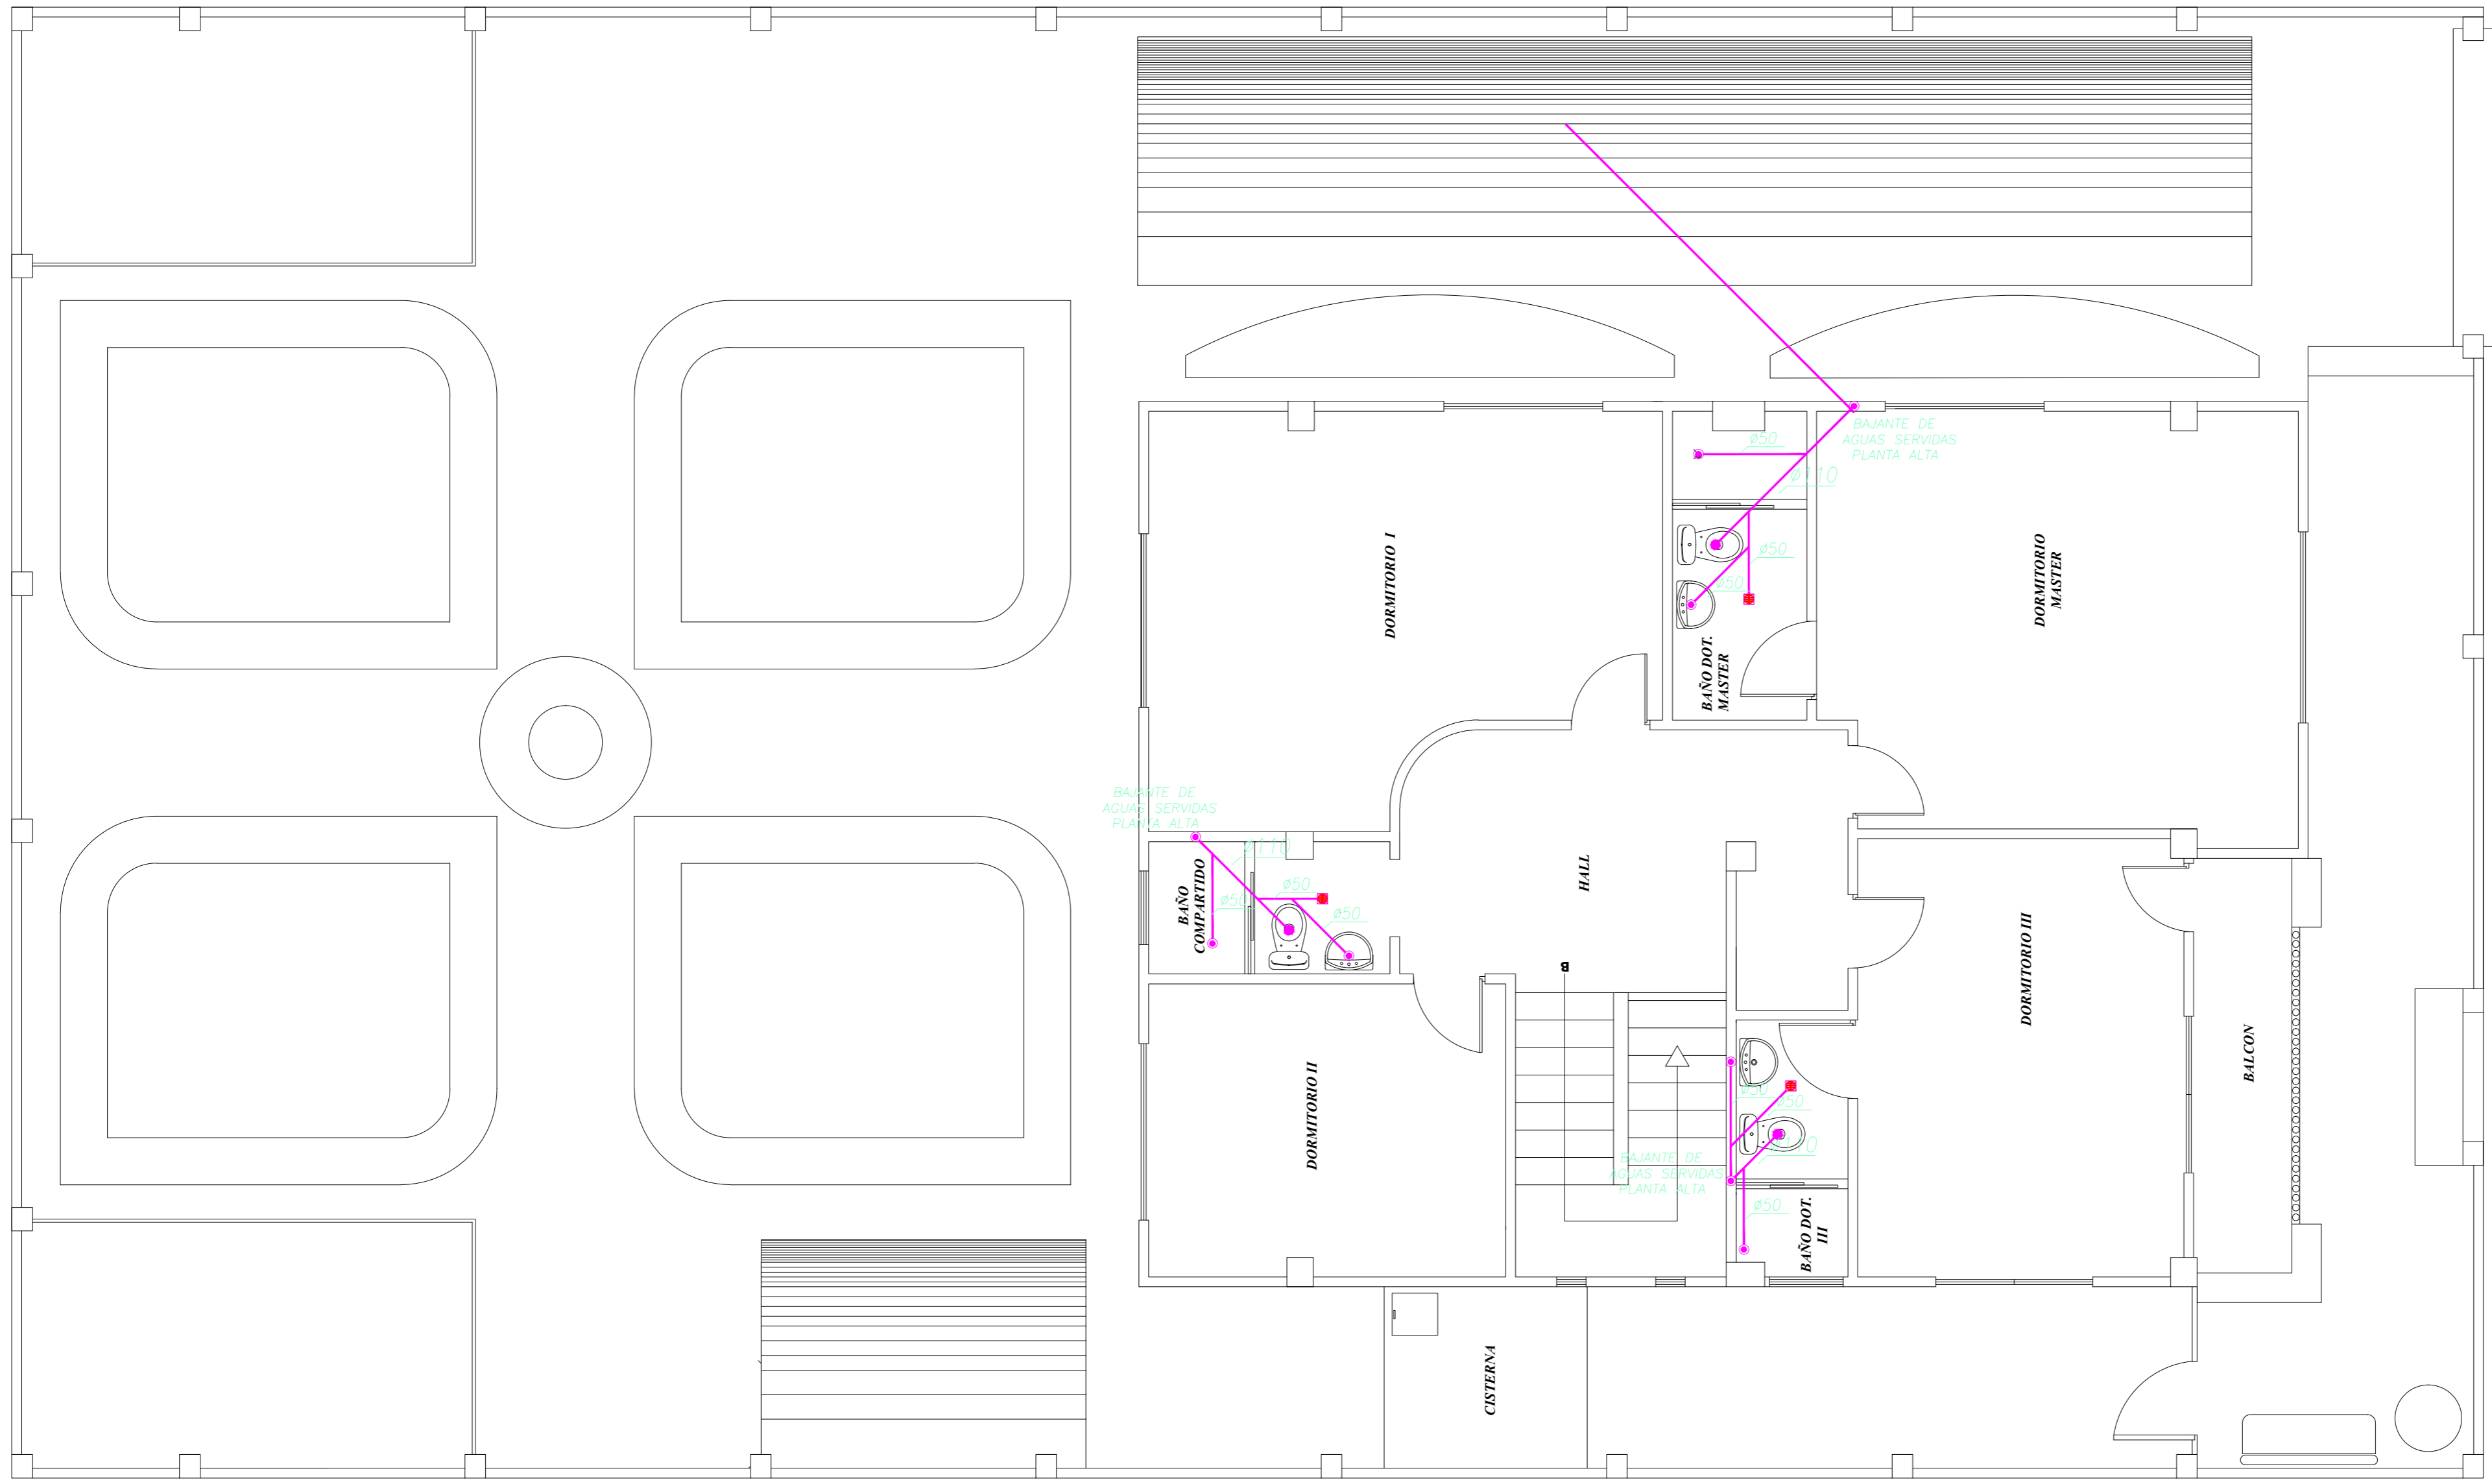 BAJANTE DE
AGUAS SERVIDAS
PLANTA ALTA
ø50
ø110
ø50
ø50
DORMITORIO I
DORMITORIO
MASTER
BAÑO DOT.
MASTER
BAJANTE DE
AGUAS SERVIDAS
PLANTA ALTA
ø110
ø50
ø50
ø50
BAÑO
COMPARTIDO
HALL
B
DORMITORIO III
BALCON
DORMITORIO II
ø50
ø50
ø110
BAJANTE DE
AGUAS SERVIDAS
PLANTA ALTA
ø50
BAÑO DOT.
III
CISTERNA